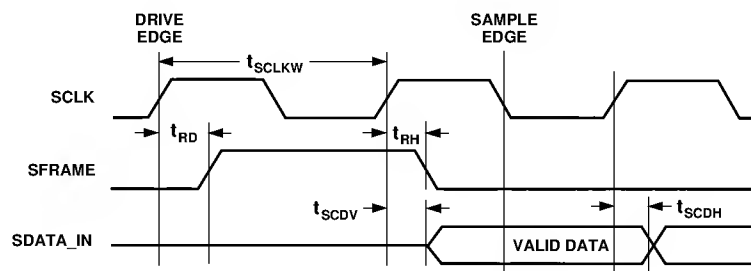 DRIVE
EDGE
SAMPLE
EDGE
tSCLKW
SCLK
tRD
tRH
SFRAME
tSCDV
tSCDH
SDATA_IN
VALID DATA